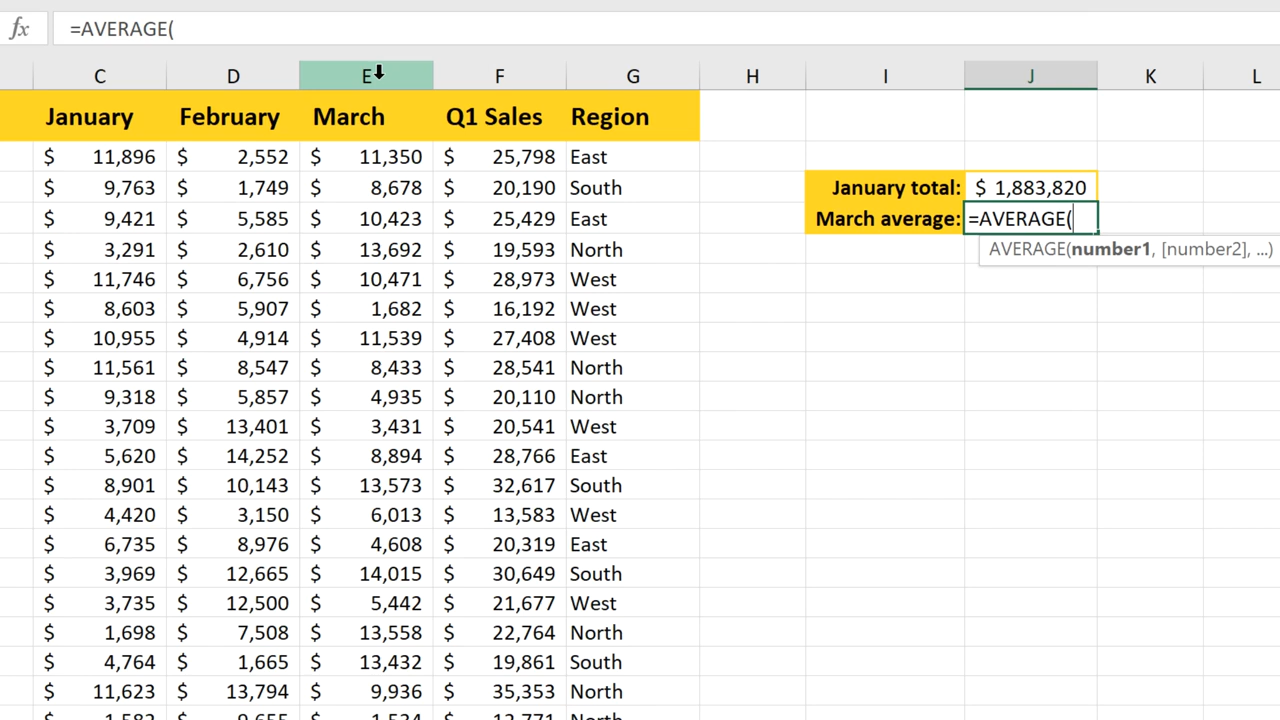 fx =AVERAGE(
C D E F G H I J K L
January February March Q1 Sales Region
$ 11,896 $ 2,552 $ 11,350 $ 25,798 East
$ 9,763 $ 1,749 $ 8,678 $ 20,190 South January total: $ 1,883,820
$ 9,421 $ 5,585 $ 10,423 $ 25,429 East March average: =AVERAGE(
$ 3,291 $ 2,610 $ 13,692 $ 19,593 North AVERAGE(number1, [number2], ...)
$ 11,746 $ 6,756 $ 10,471 $ 28,973 West
$ 8,603 $ 5,907 $ 1,682 $ 16,192 West
$ 10,955 $ 4,914 $ 11,539 $ 27,408 West
$ 11,561 $ 8,547 $ 8,433 $ 28,541 North
$ 9,318 $ 5,857 $ 4,935 $ 20,110 North
$ 3,709 $ 13,401 $ 3,431 $ 20,541 West
$ 5,620 $ 14,252 $ 8,894 $ 28,766 East
$ 8,901 $ 10,143 $ 13,573 $ 32,617 South
$ 4,420 $ 3,150 $ 6,013 $ 13,583 West
$ 6,735 $ 8,976 $ 4,608 $ 20,319 East
$ 3,969 $ 12,665 $ 14,015 $ 30,649 South
$ 3,735 $ 12,500 $ 5,442 $ 21,677 West
$ 1,698 $ 7,508 $ 13,558 $ 22,764 North
$ 4,764 $ 1,665 $ 13,432 $ 19,861 South
$ 11,623 $ 13,794 $ 9,936 $ 35,353 North
$ $ $ $ North